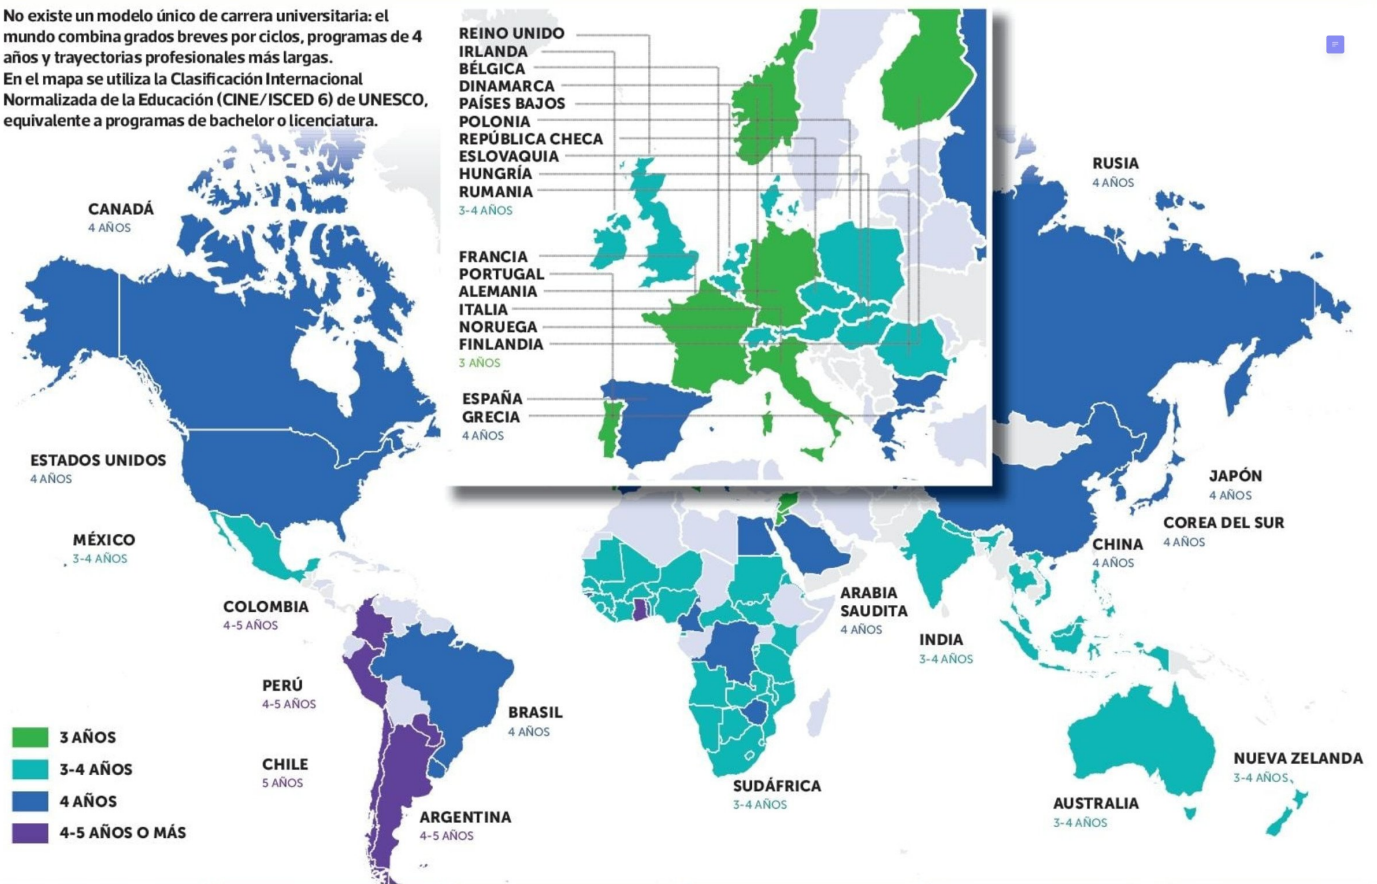 No existe un modelo único de carrera universitaria: el
mundo combina grados breves por ciclos, programas de 4
años y trayectorias profesionales más largas.
En el mapa se utiliza la Clasificación Internacional
Normalizada de la Educación (CINE/ISCED 6) de UNESCO,
equivalente a programas de bachelor o licenciatura.
REINO UNIDO
IRLANDA
BÉLGICA
DINAMARCA
PAÍSES BAJOS
POLONIA
REPÚBLICA CHECA
ESLOVAQUIA
HUNGRÍA
RUMANIA
3-4 AÑOS
FRANCIA
PORTUGAL
ALEMANIA
ITALIA
NORUEGA
FINLANDIA
3 AÑOS
ESPAÑA
GRECIA
4 AÑOS
RUSIA
4 AÑOS
CANADÁ
4 AÑOS
ESTADOS UNIDOS
4 AÑOS
MÉXICO
3-4 AÑOS
COLOMBIA
4-5 AÑOS
PERÚ
4-5 AÑOS
CHILE
5 AÑOS
BRASIL
4 AÑOS
ARGENTINA
4-5 AÑOS
JAPÓN
4 AÑOS
COREA DEL SUR
4 AÑOS
CHINA
4 AÑOS
ARABIA
SAUDITA
4 AÑOS
INDIA
3-4 AÑOS
SUDÁFRICA
3-4 AÑOS
NUEVA ZELANDA
3-4 AÑOS
AUSTRALIA
3-4 AÑOS
3 AÑOS
3-4 AÑOS
4 AÑOS
4-5 AÑOS O MÁS